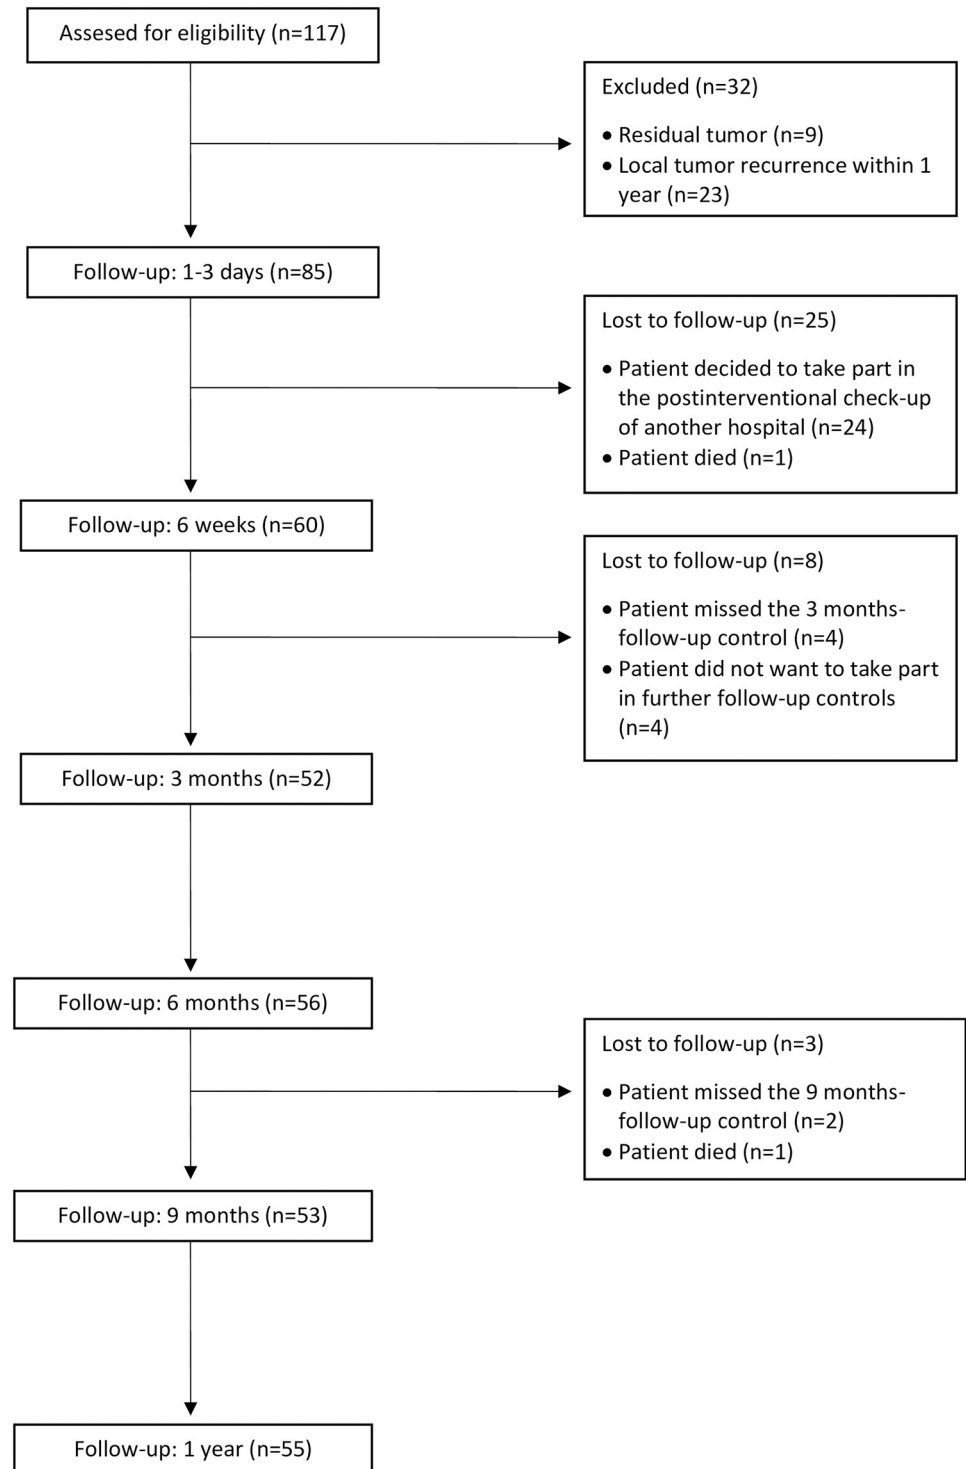 Assesed for eligibility (n=117)
Excluded (n=32)
• Residual tumor (n=9)
• Local tumor recurrence within 1
year (n=23)
Follow-up: 1-3 days (n=85)
Lost to follow-up (n=25)
• Patient decided to take part in
the postinterventional check-up
of another hospital (n=24)
• Patient died (n=1)
Follow-up: 6 weeks (n=60)
Lost to follow-up (n=8)
• Patient missed the 3 months-
follow-up control (n=4)
• Patient did not want to take part
in further follow-up controls
(n=4)
Follow-up: 3 months (n=52)
Follow-up: 6 months (n=56)
Lost to follow-up (n=3)
• Patient missed the 9 months-
follow-up control (n=2)
• Patient died (n=1)
Follow-up: 9 months (n=53)
Follow-up: 1 year (n=55)